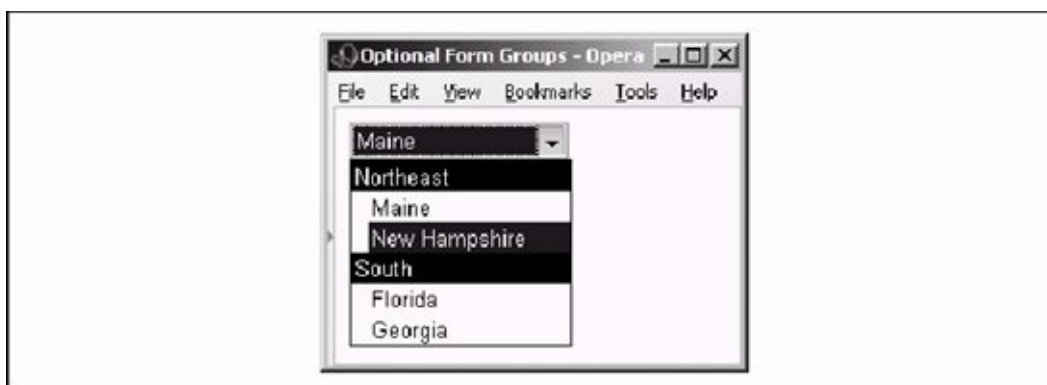 Optional Form Groups - Opera
File Edit View Bookmarks Tools Help
Maine
Northeast
Maine
New Hampshire
South
Florida
Georgia